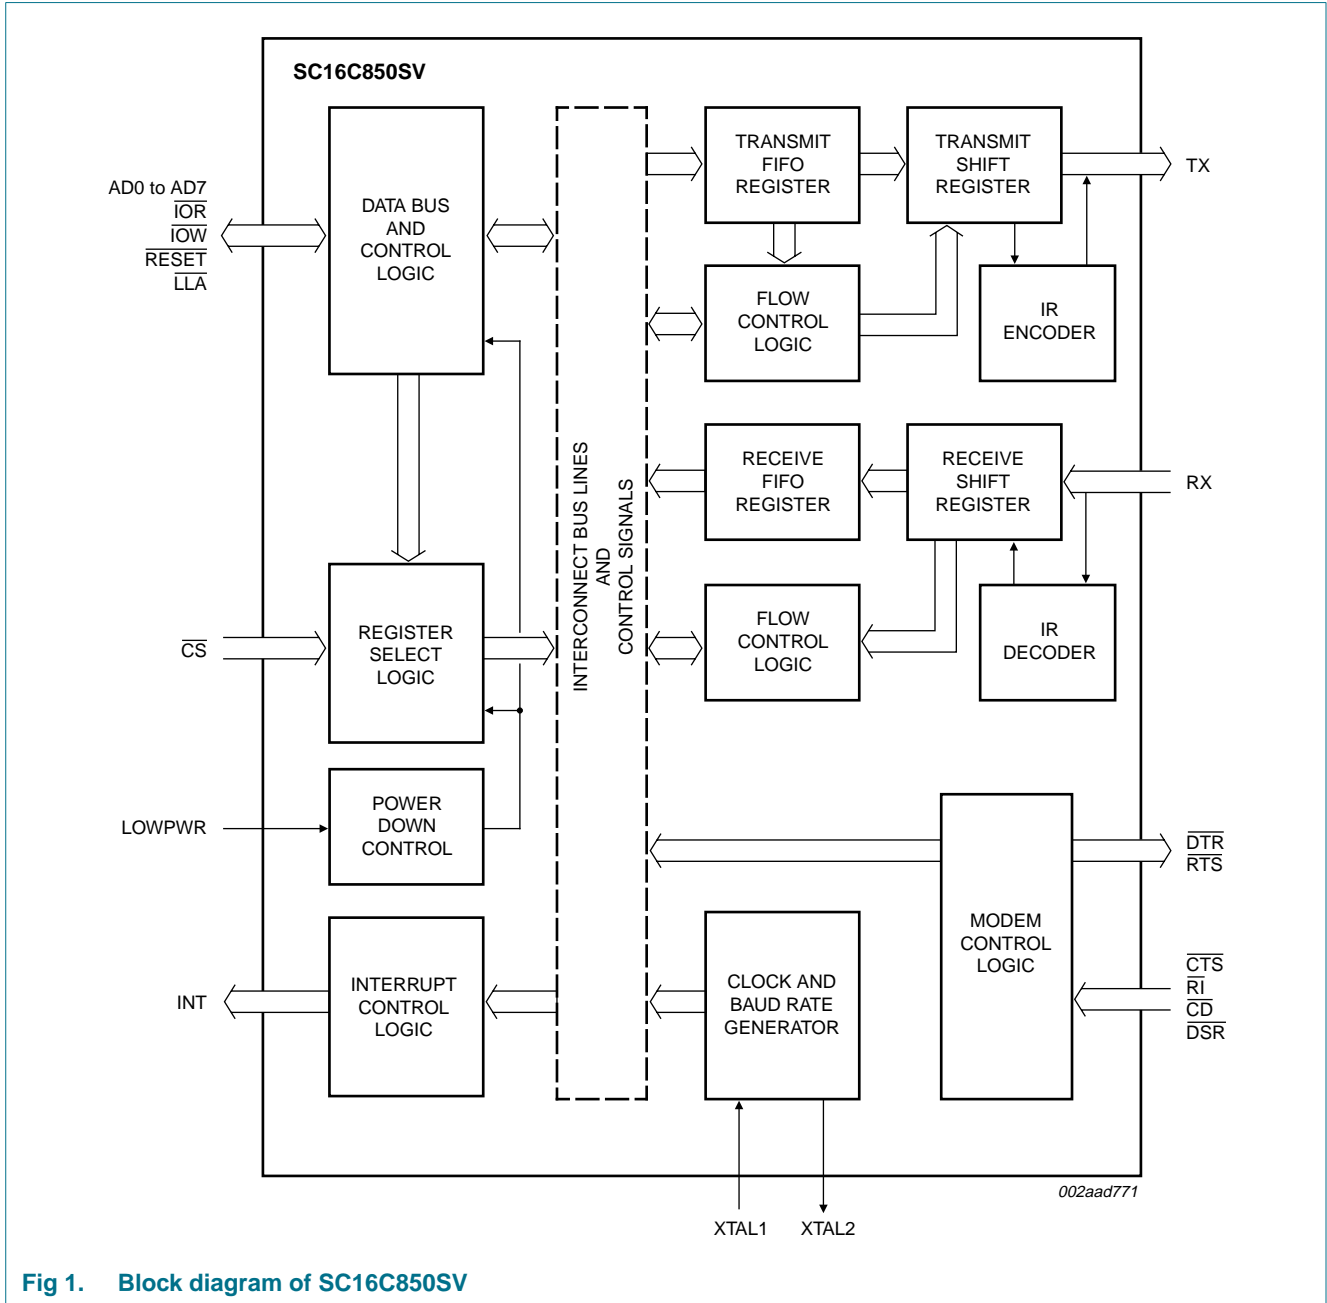 SC16C850SV
AD0 to AD7
IOR
IOW
RESET
LLA
DATA BUS
AND
CONTROL
LOGIC
TRANSMIT
FIFO
REGISTER
TRANSMIT
SHIFT
REGISTER
TX
FLOW
CONTROL
LOGIC
IR
ENCODER
INTERCONNECT BUS LINES
AND
CONTROL SIGNALS
RECEIVE
FIFO
REGISTER
RECEIVE
SHIFT
REGISTER
RX
CS
REGISTER
SELECT
LOGIC
FLOW
CONTROL
LOGIC
IR
DECODER
LOWPWR
POWER
DOWN
CONTROL
DTR
RTS
MODEM
CONTROL
LOGIC
INT
INTERRUPT
CONTROL
LOGIC
CLOCK AND
BAUD RATE
GENERATOR
CTS
RI
CD
DSR
XTAL1
XTAL2
002aad771
Fig 1. Block diagram of SC16C850SV